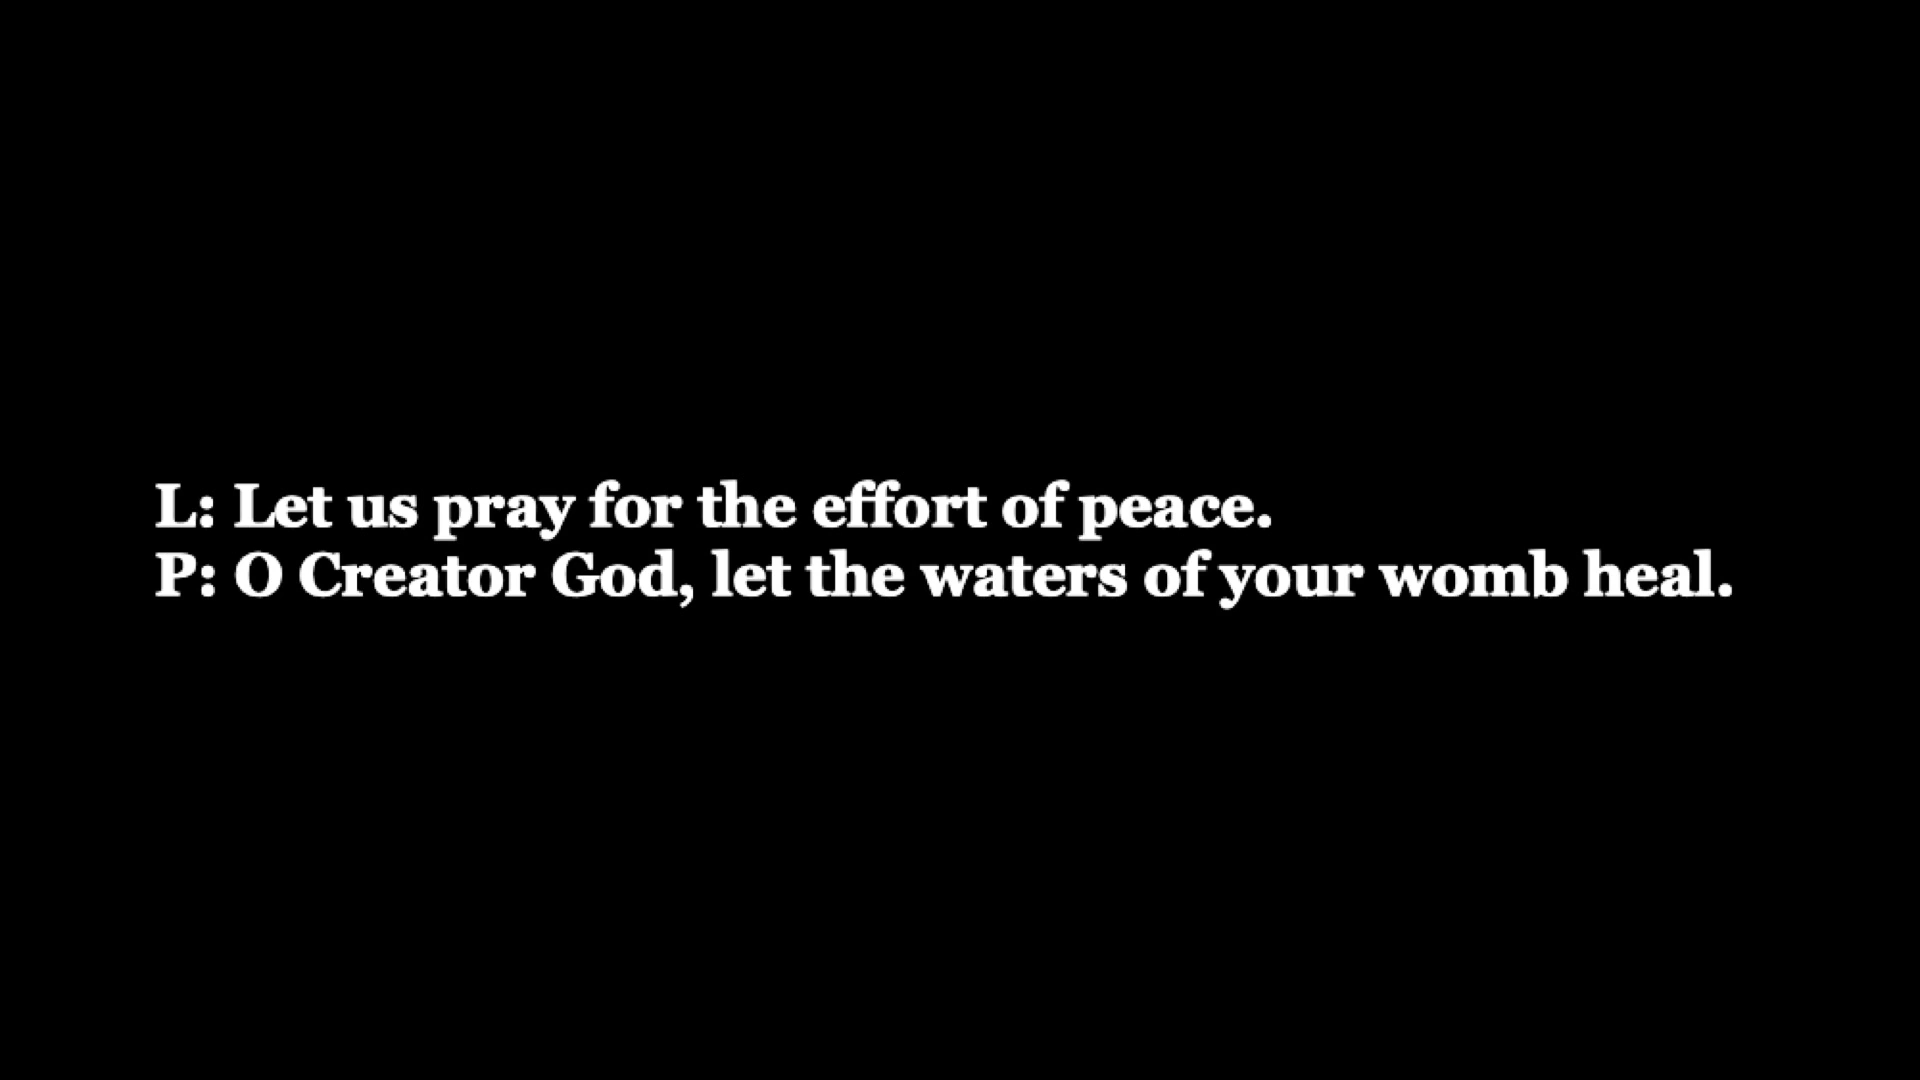 L: Let us pray for the effort of peace.
P: O Creator God, let the waters of your womb heal.